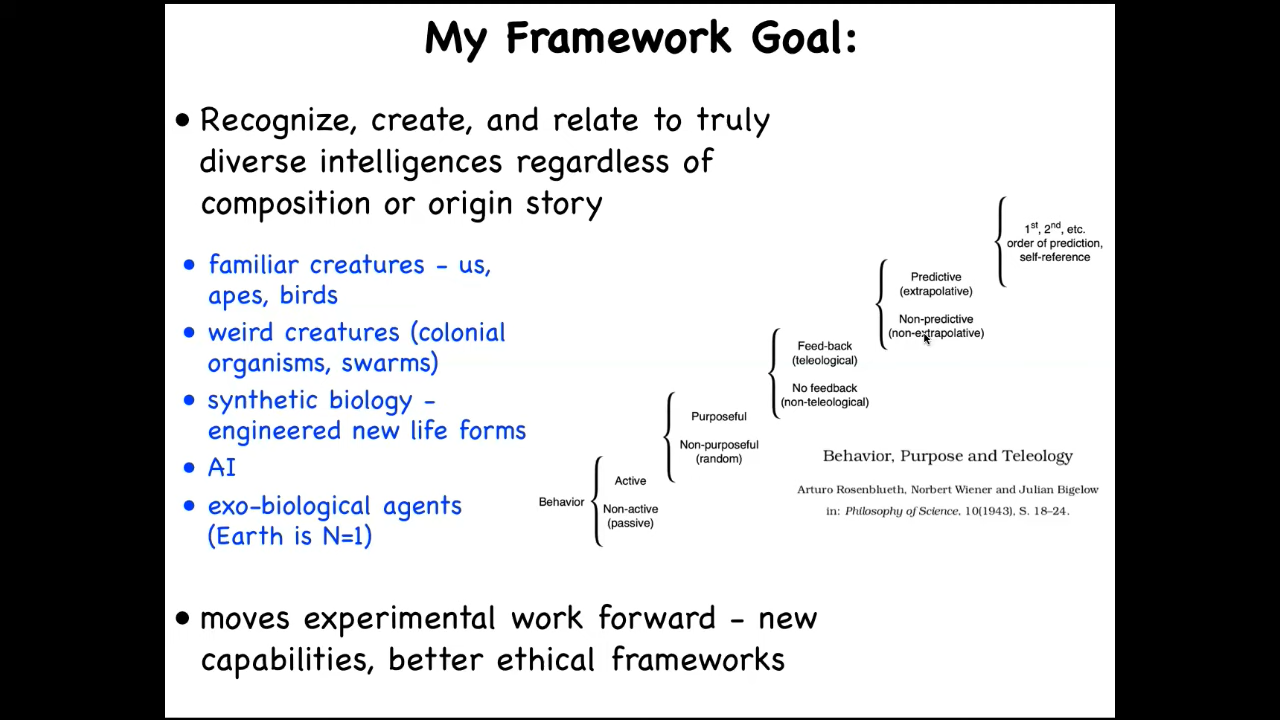 My Framework Goal:
• Recognize, create, and relate to truly
diverse intelligences regardless of
composition or origin story
• familiar creatures – us,
apes, birds
• weird creatures (colonial
organisms, swarms)
• synthetic biology –
engineered new life forms
• AI
• exo-biological agents
(Earth is N=1)
Behavior
Active
Non-active
(passive)
Purposeful
Non-purposeful
(random)
Feed-back
(teleological)
No feedback
(non-teleological)
Predictive
(extrapolative)
Non-predictive
(non-extrapolative)
1st, 2nd, etc.
order of prediction,
self-reference
Behavior, Purpose and Teleology
Arturo Rosenblueth, Norbert Wiener and Julian Bigelow
in: Philosophy of Science, 10(1943), S. 18–24.
• moves experimental work forward – new
capabilities, better ethical frameworks